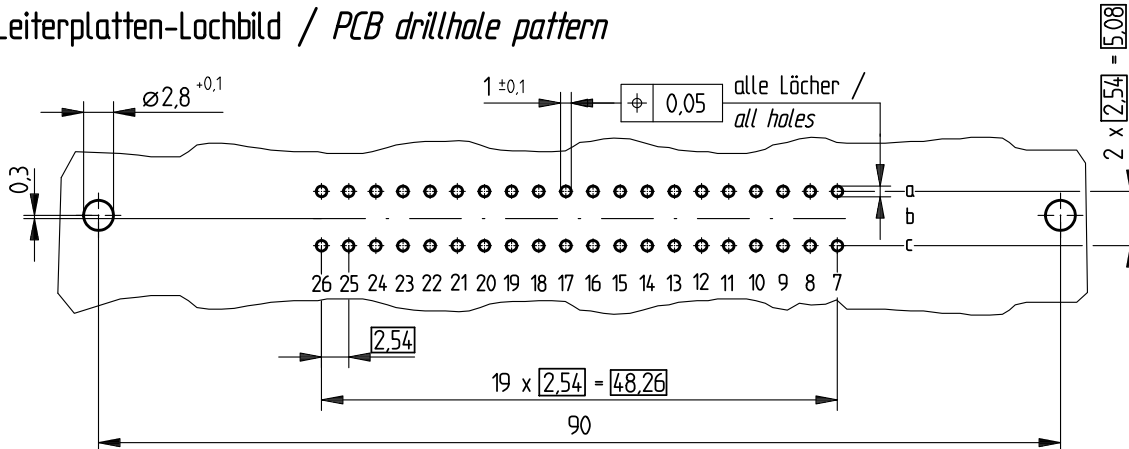 Leiterplatten-Lochbild / PCB drillhole pattern
2 x 2,54 = 5,08
⌀2,8 +0,1
1 ±0,1
⌖ 0,05
alle Löcher /
all holes
0,3
a
b
c
26 25 24 23 22 21 20 19 18 17 16 15 14 13 12 11 10 9 8 7
2,54
19 x 2,54 = 48,26
90